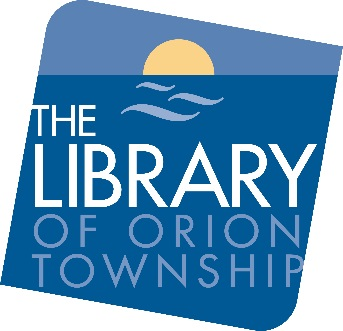 THE
LIBRARY
OF ORION
TOWNSHIP